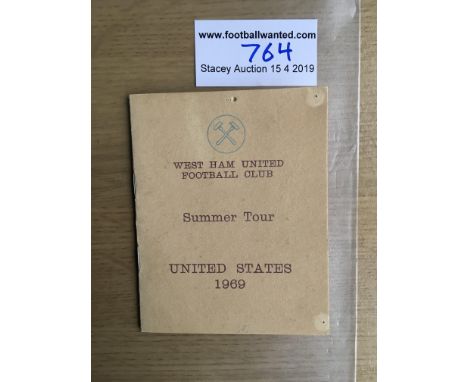 www.footballwanted.com
764
Stacey Auction 15 4 2019
WEST HAM UNITED
FOOTBALL CLUB
Summer Tour
UNITED STATES
1969